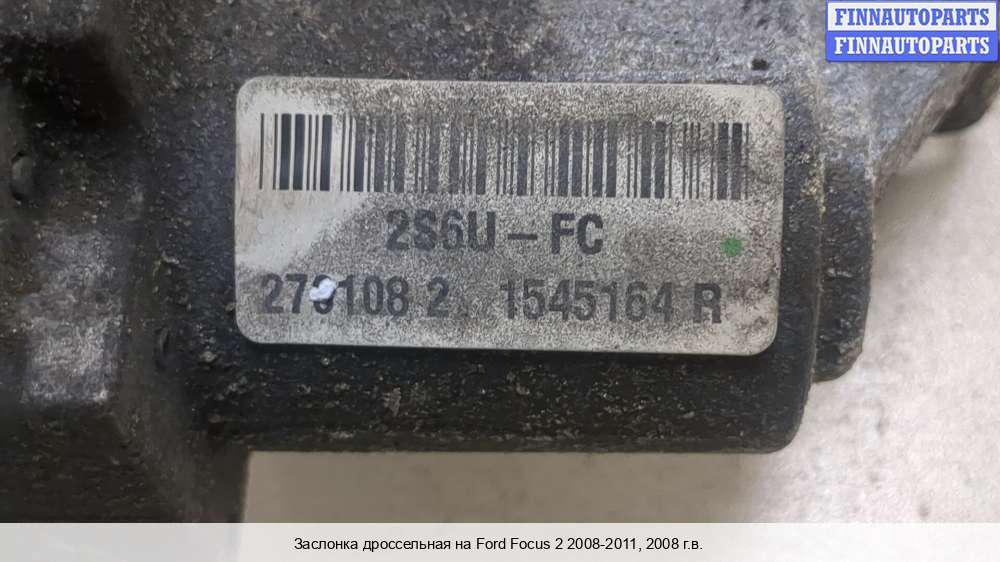 FINNAUTOPARTS
FINNAUTOPARTS
2S6U – FC
2 1545164 R
Заслонка дроссельная на Ford Focus 2 2008-2011, 2008 г.в.